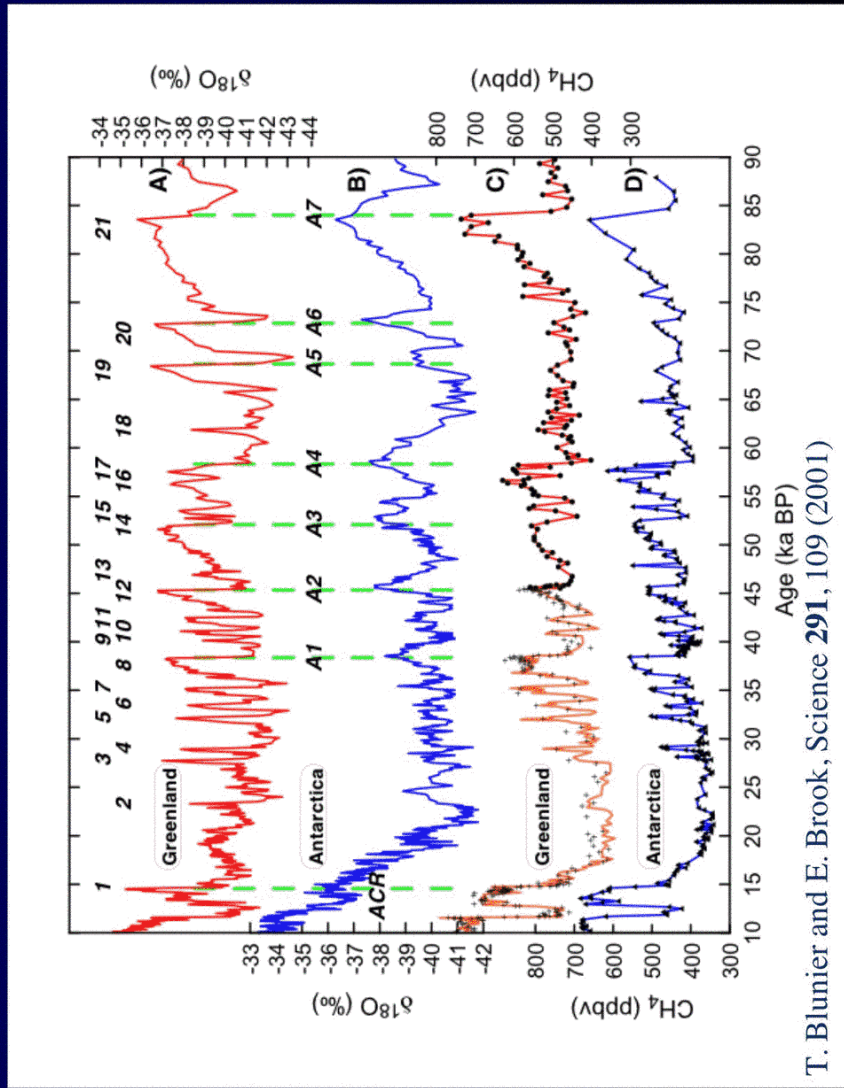 1 2 3 4 5 6 7 8 9 10 11 12 13 14 15 16 17 18 19 20 21
δ18O (‰)
-34
-35
-36
-37
-38
-39
-40
-41
-42
-43
-44
A)
Greenland
Antarctica
ACR A1 A2 A3 A4 A5 A6 A7
B)
-33
-34
-35
-36
-37
-38
-39
-40
-41
-42
δ18O (‰)
CH4 (ppbv)
800
700
600
500
400
300
C)
Greenland
D)
Antarctica
800
700
600
500
400
300
CH4 (ppbv)
10 15 20 25 30 35 40 45 50 55 60 65 70 75 80 85 90
Age (ka BP)
T. Blunier and E. Brook, Science 291, 109 (2001)